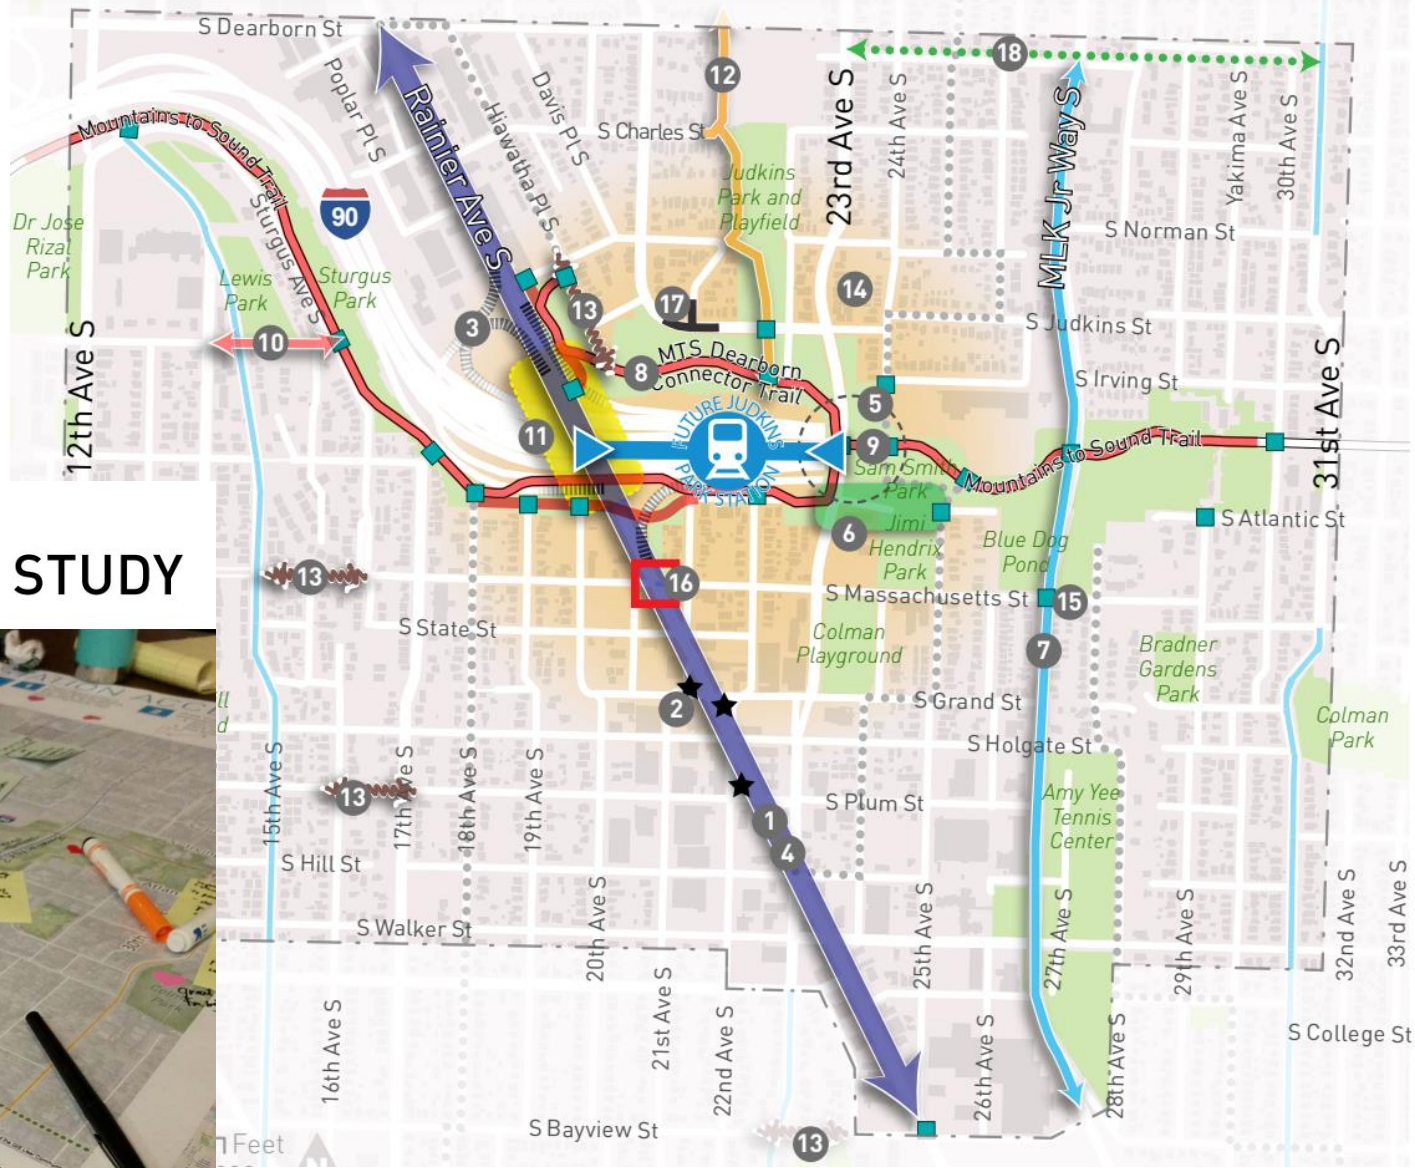 S Dearborn St
Poplar Pl S
Rainier Ave S
Hiawatha Pl S
Davis Pl S
12
S Charles St
23rd Ave S
24th Ave S
18
MLK Jr Way S
Yakima Ave S
30th Ave S
Mountains to Sound Trail
90
Judkins
Park and
Playfield
Dr Jose
Rizal
Park
Sturgus Ave S
Lewis
Park
Sturgus
Park
S Norman St
14
3
13
17
S Judkins St
10
8
MTS Dearborn
Connector Trail
S Irving St
12th Ave S
31st Ave S
5
11
FUTURE JUDKINS
PARK STATION
9
Sam Smith
Park
Mountains to Sound Trail
6
Jimi
Hendrix
Park
Blue Dog
Pond
S Atlantic St
STUDY
13
16
S Massachusetts St
15
S State St
Colman
Playground
7
Bradner
Gardens
Park
2
S Grand St
S Holgate St
Colman
Park
15th Ave S
17th Ave S
18th Ave S
19th Ave S
13
S Plum St
Amy Yee
Tennis
Center
1
4
S Hill St
S Walker St
20th Ave S
25th Ave S
27th Ave S
29th Ave S
32nd Ave S
33rd Ave S
16th Ave S
21st Ave S
22nd Ave S
26th Ave S
28th Ave S
S College St
S Bayview St
13
Feet